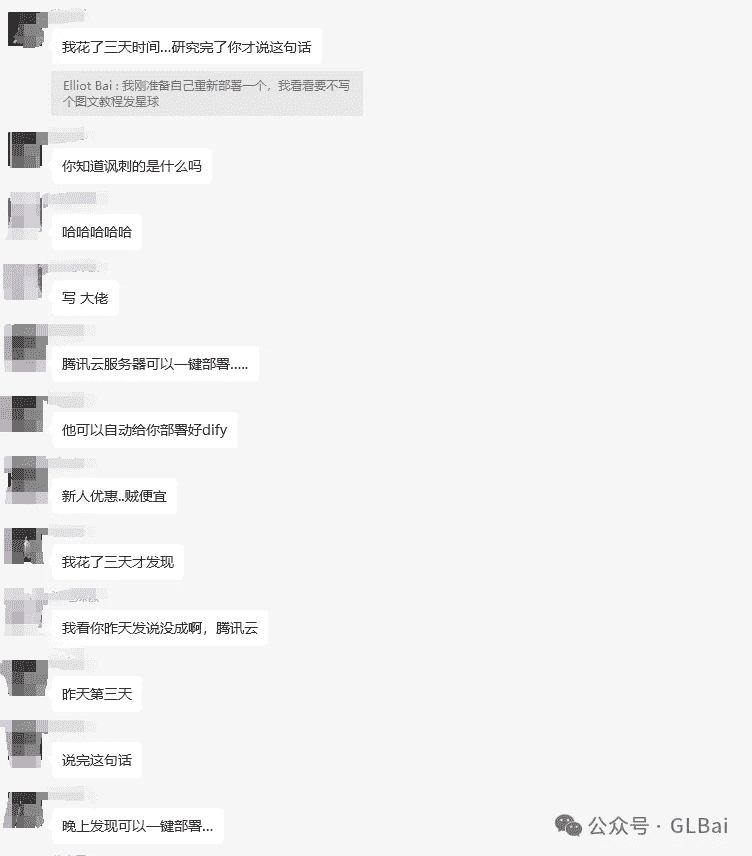 我花了三天时间...研究完了你才说这句话
Elliot Bai : 我刚准备自己重新部署一个，我看看要不写
个图文教程发星球
你知道讽刺的是什么吗
哈哈哈哈哈
写 大佬
腾讯云服务器可以一键部署.....
他可以自动给你部署好dify
新人优惠..贼便宜
我花了三天才发现
我看你昨天发说没成啊，腾讯云
昨天第三天
说完这句话
晚上发现可以一键部署...
公众号 · GLBai